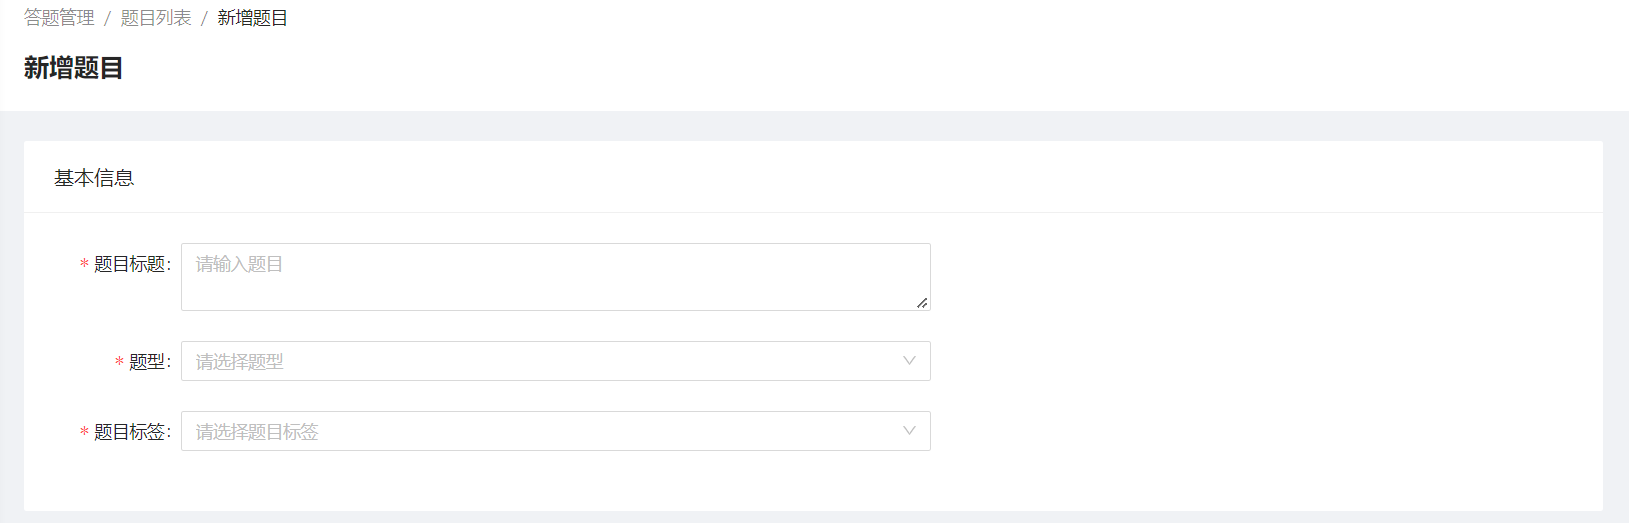 答题管理 / 题目列表 / 新增题目
新增题目
基本信息
* 题目标题: 请输入题目
* 题型: 请选择题型
* 题目标签: 请选择题目标签